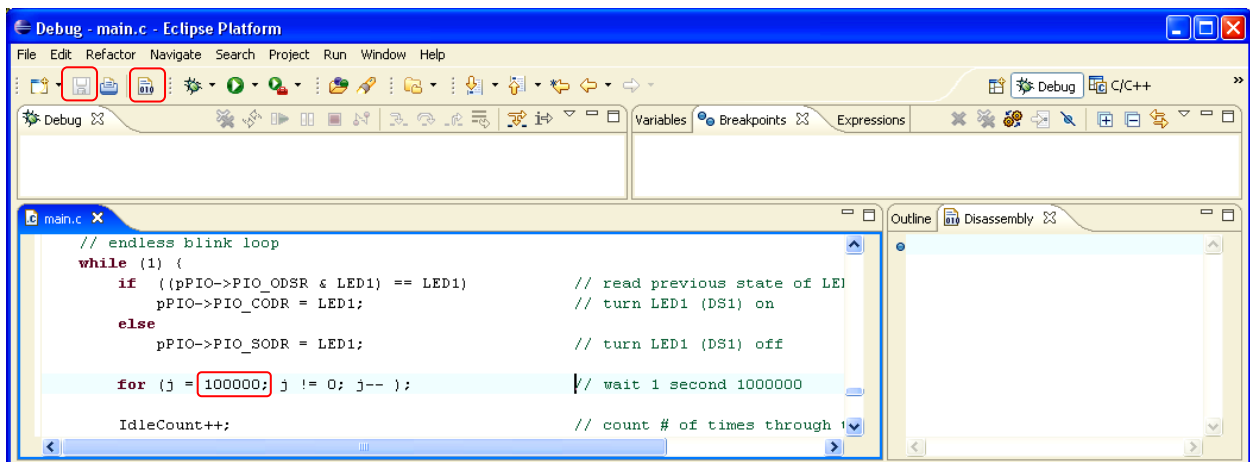 Debug - main.c - Eclipse Platform
File Edit Refactor Navigate Search Project Run Window Help
Debug C/C++ »
Debug Variables Breakpoints Expressions
main.c Outline Disassembly
// endless blink loop
while (1) {
if ((pPIO->PIO_ODSR & LED1) == LED1) // read previous state of LE
pPIO->PIO_CODR = LED1; // turn LED1 (DS1) on
else
pPIO->PIO_SODR = LED1; // turn LED1 (DS1) off
for (j = 100000; j != 0; j-- ); // wait 1 second 1000000
IdleCount++; // count # of times through